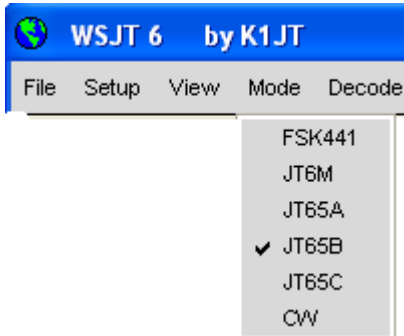 WSJT 6 by K1JT
File Setup View Mode Decode
FSK441
JT6M
JT65A
JT65B
JT65C
CW